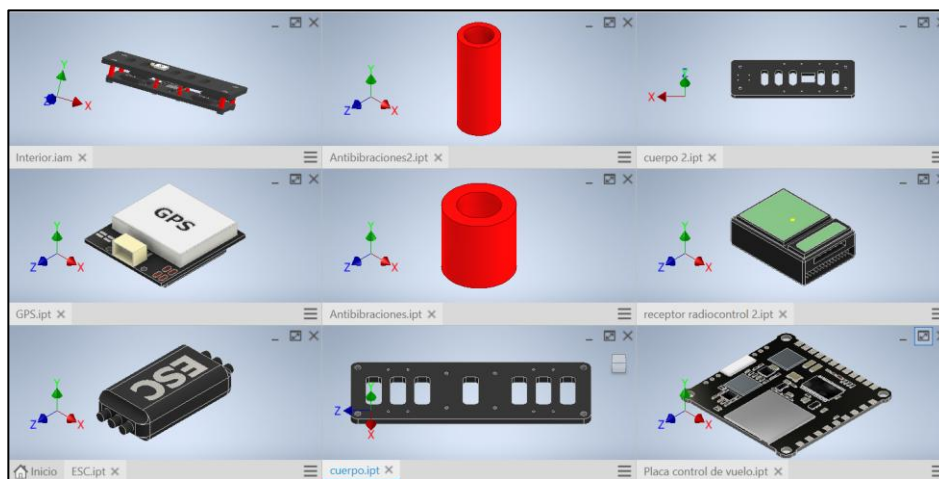 Interior.iam
Antibibraciones2.ipt
cuerpo 2.ipt
GPS
GPS.ipt
Antibibraciones.ipt
receptor radiocontrol 2.ipt
ESC
Inicio
ESC.ipt
cuerpo.ipt
Placa control de vuelo.ipt